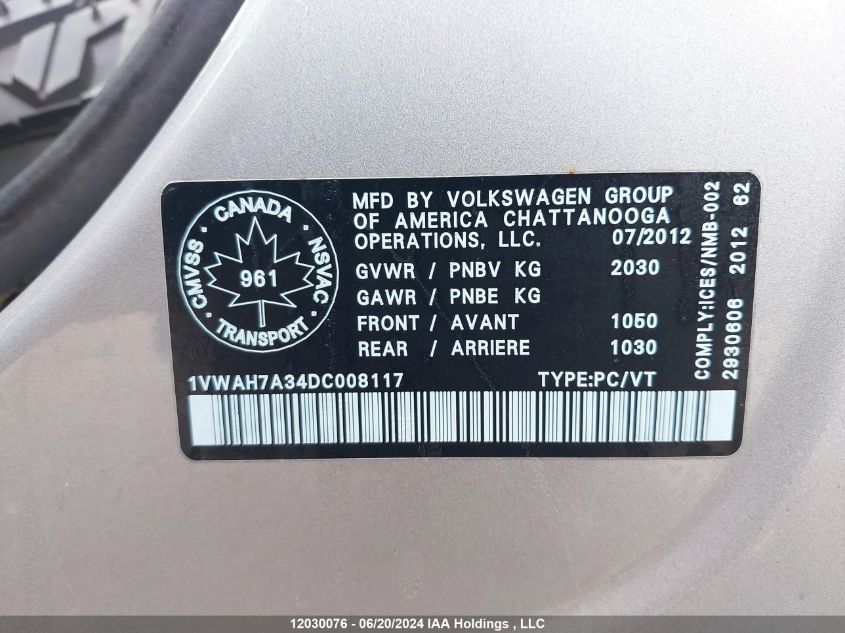 CANADA
CMVSS
NSVAC
961
TRANSPORT
MFD BY VOLKSWAGEN GROUP
OF AMERICA CHATTANOOGA
OPERATIONS, LLC. 07/2012
GVWR / PNBV KG 2030
GAWR / PNBE KG
FRONT / AVANT 1050
REAR / ARRIERE 1030
1VWAH7A34DC008117 TYPE:PC/VT
COMPLY:ICES/NMB-002
2930606 2012 62
12030076 - 06/20/2024 IAA Holdings , LLC